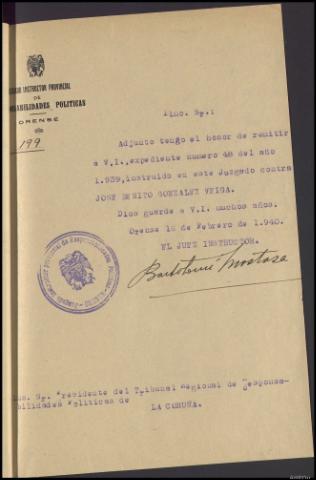 JUZGADO INSTRUCTOR PROVINCIAL
DE
RESPONSABILIDADES POLITICAS
ORENSE
199
Ilmo. Sr.:
Adjunto tengo el honor de remitir
a V.I., expediente numero 48 del año
1.939, instruido en este Juzgado contra
JOSE BENITO GONZALEZ VEIGA.
Dios guarde a V.I. muchos años.
Orense 18 de Febrero de 1.940.
EL JUEZ INSTRUCTOR.
Bartolomé Mostaza
Ilmo. Sr. Presidente del Tribunal Regional de Responsa-
bilidades Politicas de
LA CORUÑA.